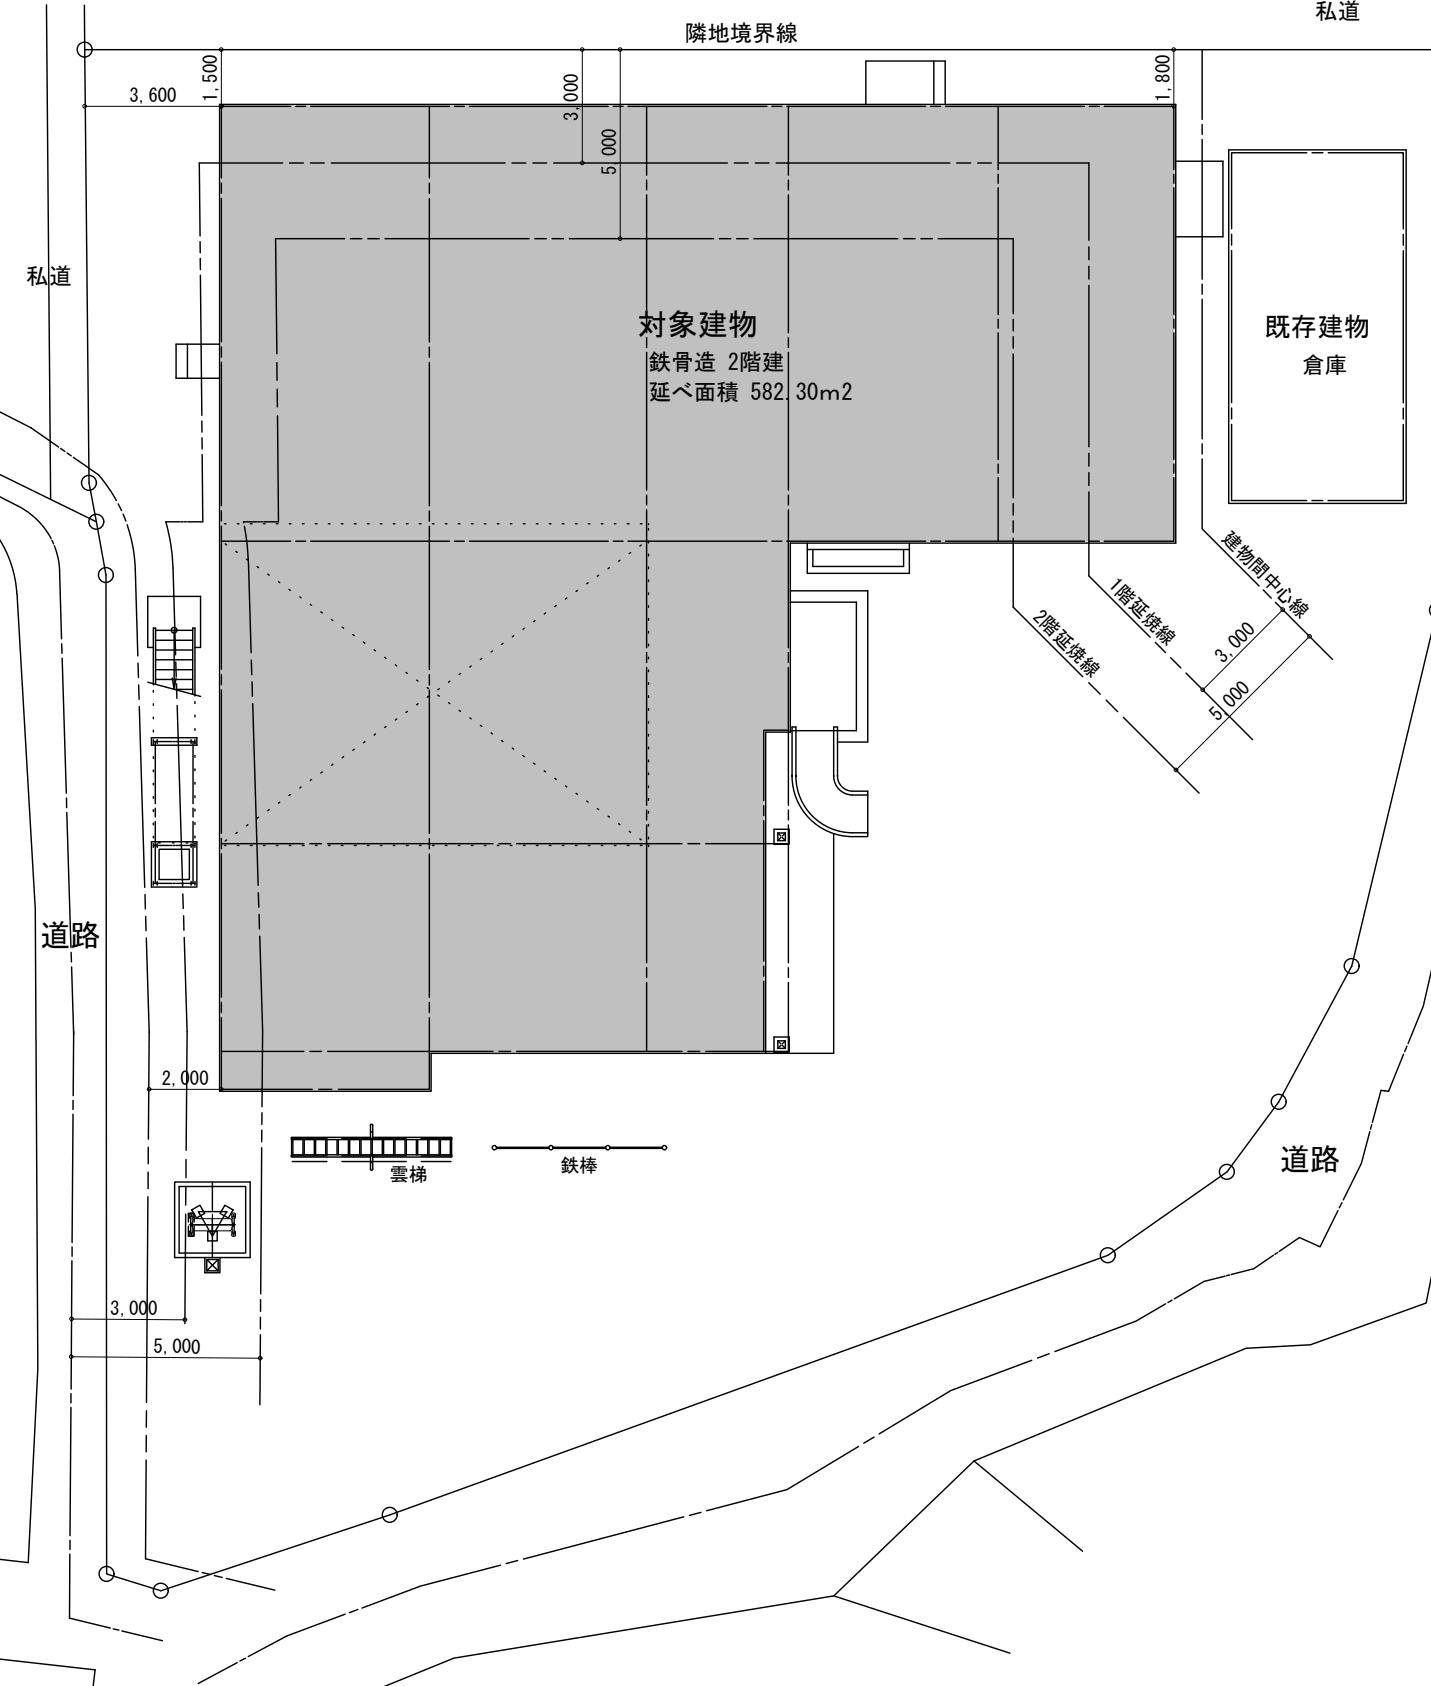 私道
隣地境界線
1,500
1,800
3,600
3,000
5,000
私道
対象建物
鉄骨造 2階建
延べ面積 582.30m2
既存建物
倉庫
建物間中心線
1階延焼線
2階延焼線
3,000
5,000
道路
2,000
雲梯
鉄棒
道路
3,000
5,000